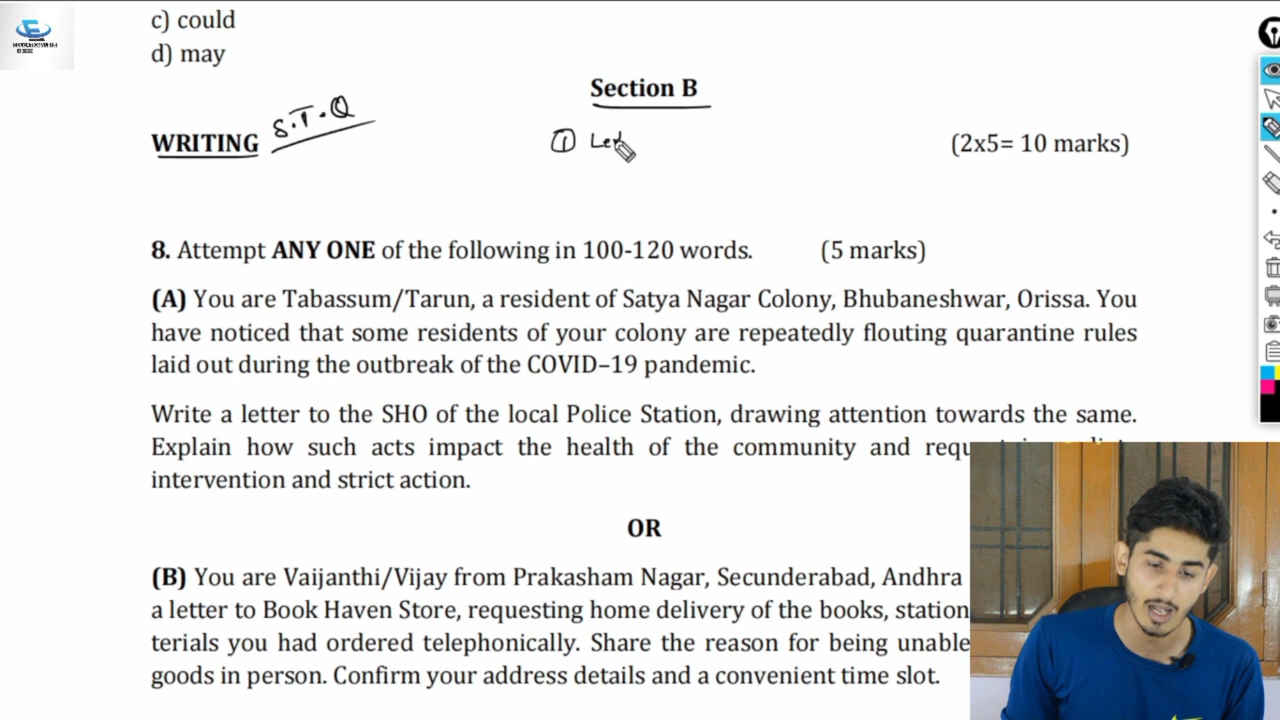 c) could
d) may
Section B
WRITING S.T.Q ① Let (2x5= 10 marks)
8. Attempt ANY ONE of the following in 100-120 words. (5 marks)
(A) You are Tabassum/Tarun, a resident of Satya Nagar Colony, Bhubaneshwar, Orissa. You
have noticed that some residents of your colony are repeatedly flouting quarantine rules
laid out during the outbreak of the COVID–19 pandemic.
Write a letter to the SHO of the local Police Station, drawing attention towards the same.
Explain how such acts impact the health of the community and
intervention and strict action.
OR
(B) You are Vaijanthi/Vijay from Prakasham Nagar, Secunderabad, Andhra
a letter to Book Haven Store, requesting home delivery of the books,
terials you had ordered telephonically. Share the reason for being unable
goods in person. Confirm your address details and a convenient time slot.